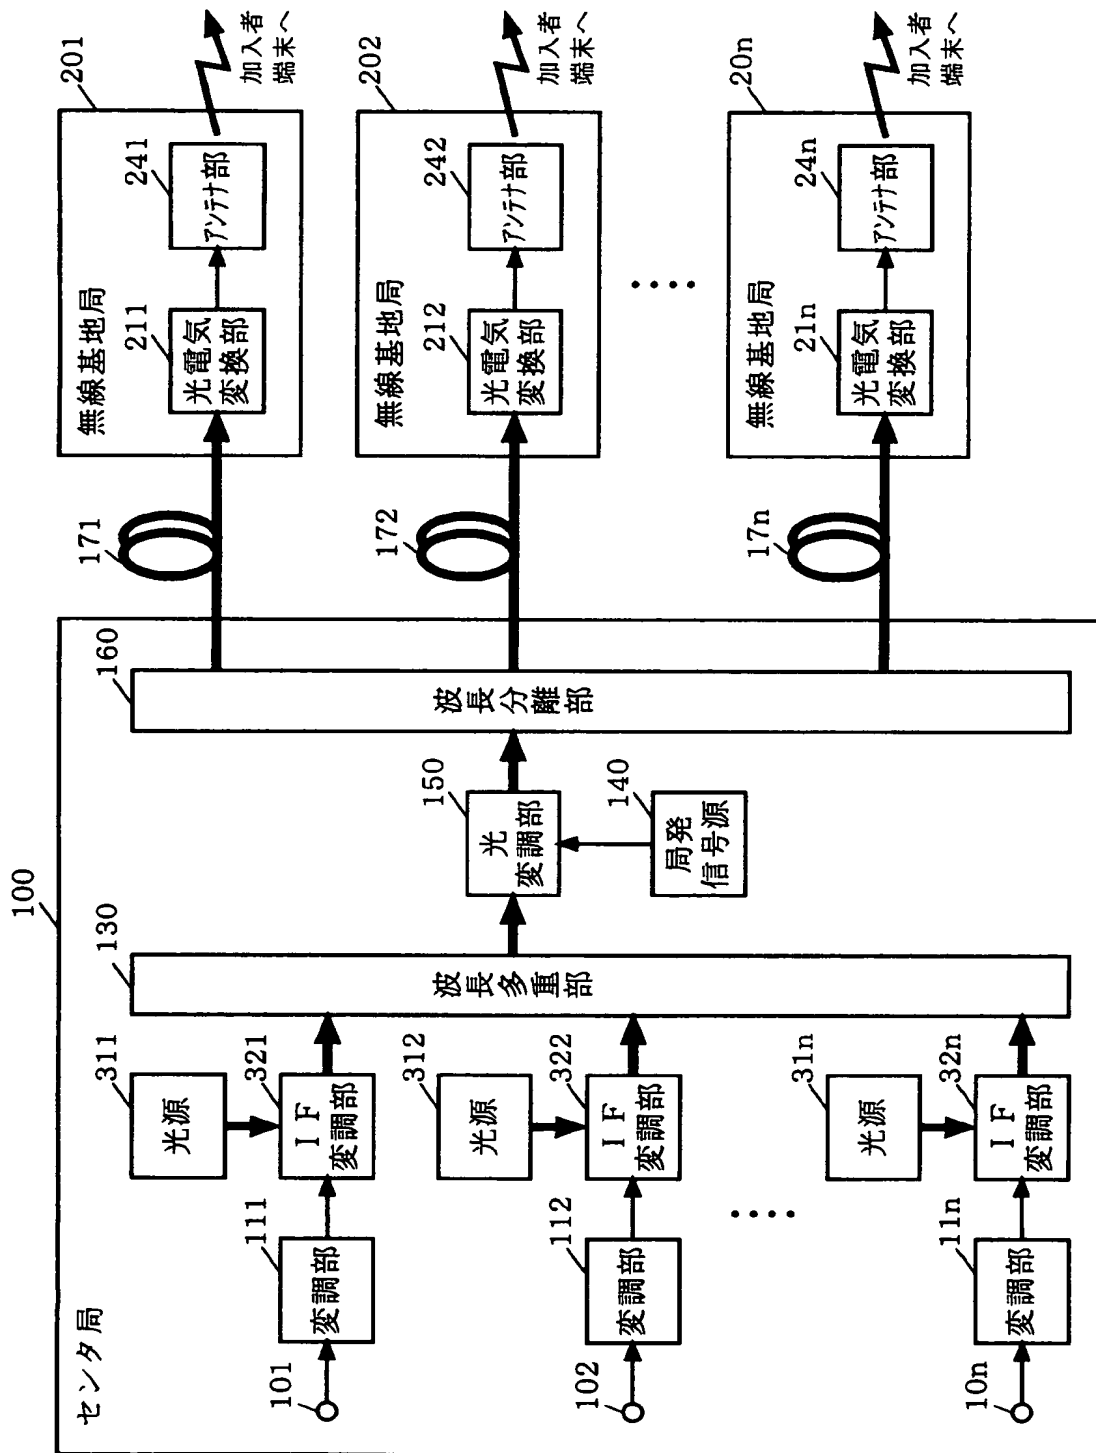 100
センタ局
101
111
変調部
311
光源
321
IF
変調部
102
112
変調部
312
光源
322
IF
変調部
10n
11n
変調部
31n
光源
32n
IF
変調部
130
波長多重部
150
光
変調部
140
局発
信号源
160
波長分離部
171
172
17n
201
無線基地局
211
光電気
変換部
241
アンテナ部
加入者
端末へ
202
無線基地局
212
光電気
変換部
242
アンテナ部
加入者
端末へ
20n
無線基地局
21n
光電気
変換部
24n
アンテナ部
加入者
端末へ